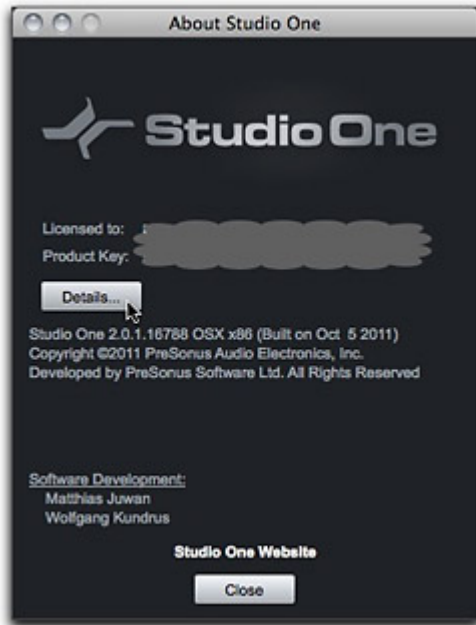 About Studio One
Studio One
Licensed to:
Product Key:
Details...
Studio One 2.0.1.16788 OSX x86 (Built on Oct 5 2011)
Copyright ©2011 PreSonus Audio Electronics, Inc.
Developed by PreSonus Software Ltd. All Rights Reserved
Software Development:
Matthias Juwan
Wolfgang Kundrus
Studio One Website
Close